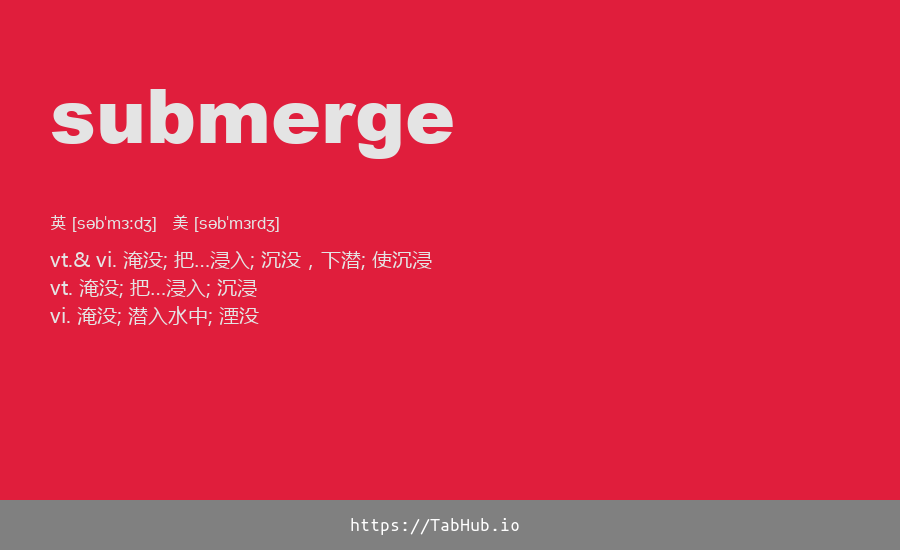 submerge
英 [səbˈmɜːdʒ] 美 [səbˈmɜrdʒ]
vt.& vi. 淹没; 把…浸入; 沉没，下潜; 使沉浸
vt. 淹没; 把…浸入; 沉浸
vi. 淹没; 潜入水中; 湮没
https://TabHub.io